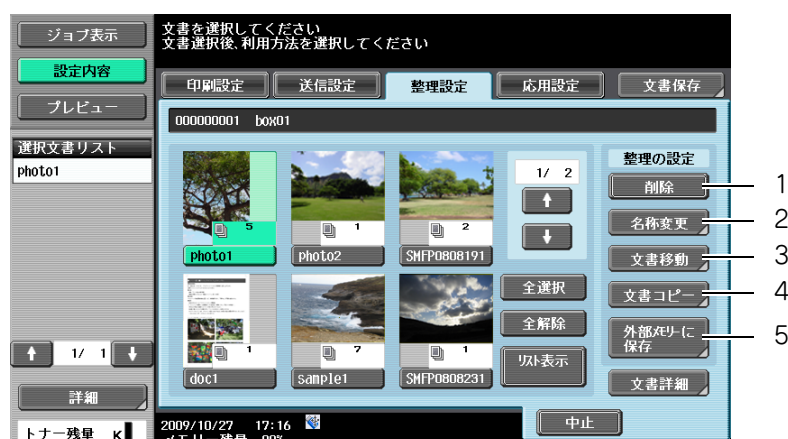 ジョブ表示
設定内容
プレビュー
選択文書リスト
photo1
1/ 1
詳細
トナー残量 K
文書を選択してください
文書選択後、利用方法を選択してください
印刷設定
送信設定
整理設定
応用設定
文書保存
000000001 box01
5
photo1
1
photo2
2
SMFP0808191
1
doc1
7
sample1
1
SMFP0808231
1/ 2
全選択
全解除
リスト表示
整理の設定
削除
名称変更
文書移動
文書コピー
外部メモリーに
保存
文書詳細
1
2
3
4
5
2009/10/27 17:16
メモリー残量 99%
中止